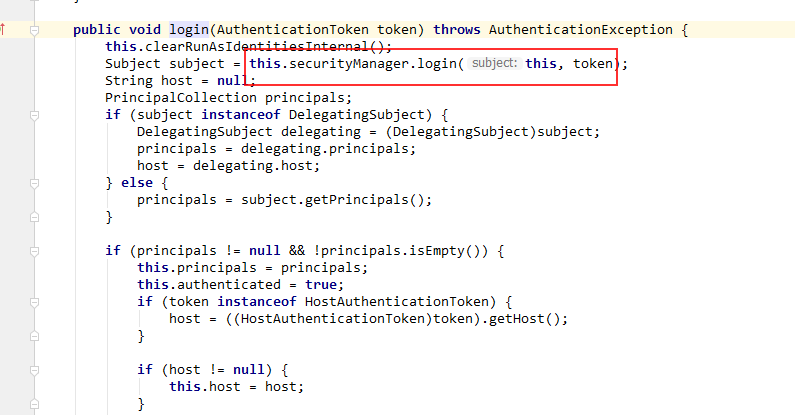 public void login(AuthenticationToken token) throws AuthenticationException {
this.clearRunAsIdentitiesInternal();
Subject subject = this.securityManager.login( subject: this, token);
String host = null;
PrincipalCollection principals;
if (subject instanceof DelegatingSubject) {
DelegatingSubject delegating = (DelegatingSubject)subject;
principals = delegating.principals;
host = delegating.host;
} else {
principals = subject.getPrincipals();
}
if (principals != null && !principals.isEmpty()) {
this.principals = principals;
this.authenticated = true;
if (token instanceof HostAuthenticationToken) {
host = ((HostAuthenticationToken)token).getHost();
}
if (host != null) {
this.host = host;
}